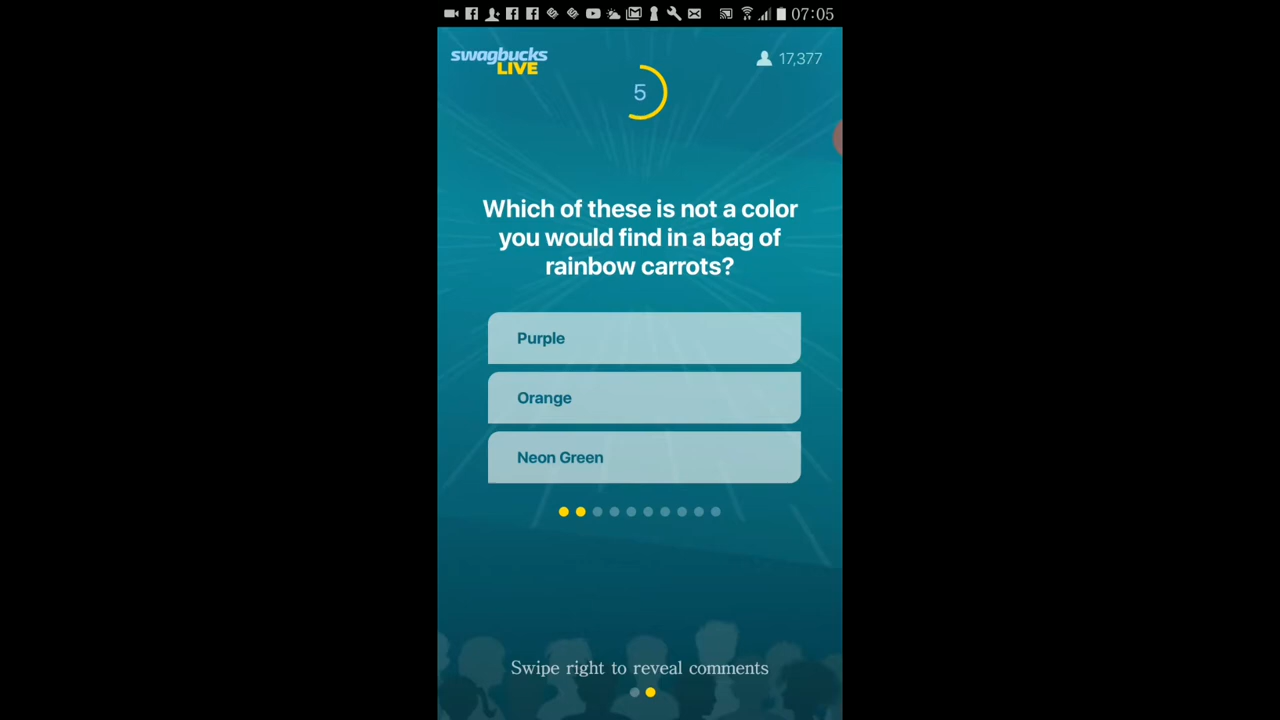 07:05
swagbucks
LIVE
17,377
5
Which of these is not a color
you would find in a bag of
rainbow carrots?
Purple
Orange
Neon Green
Swipe right to reveal comments